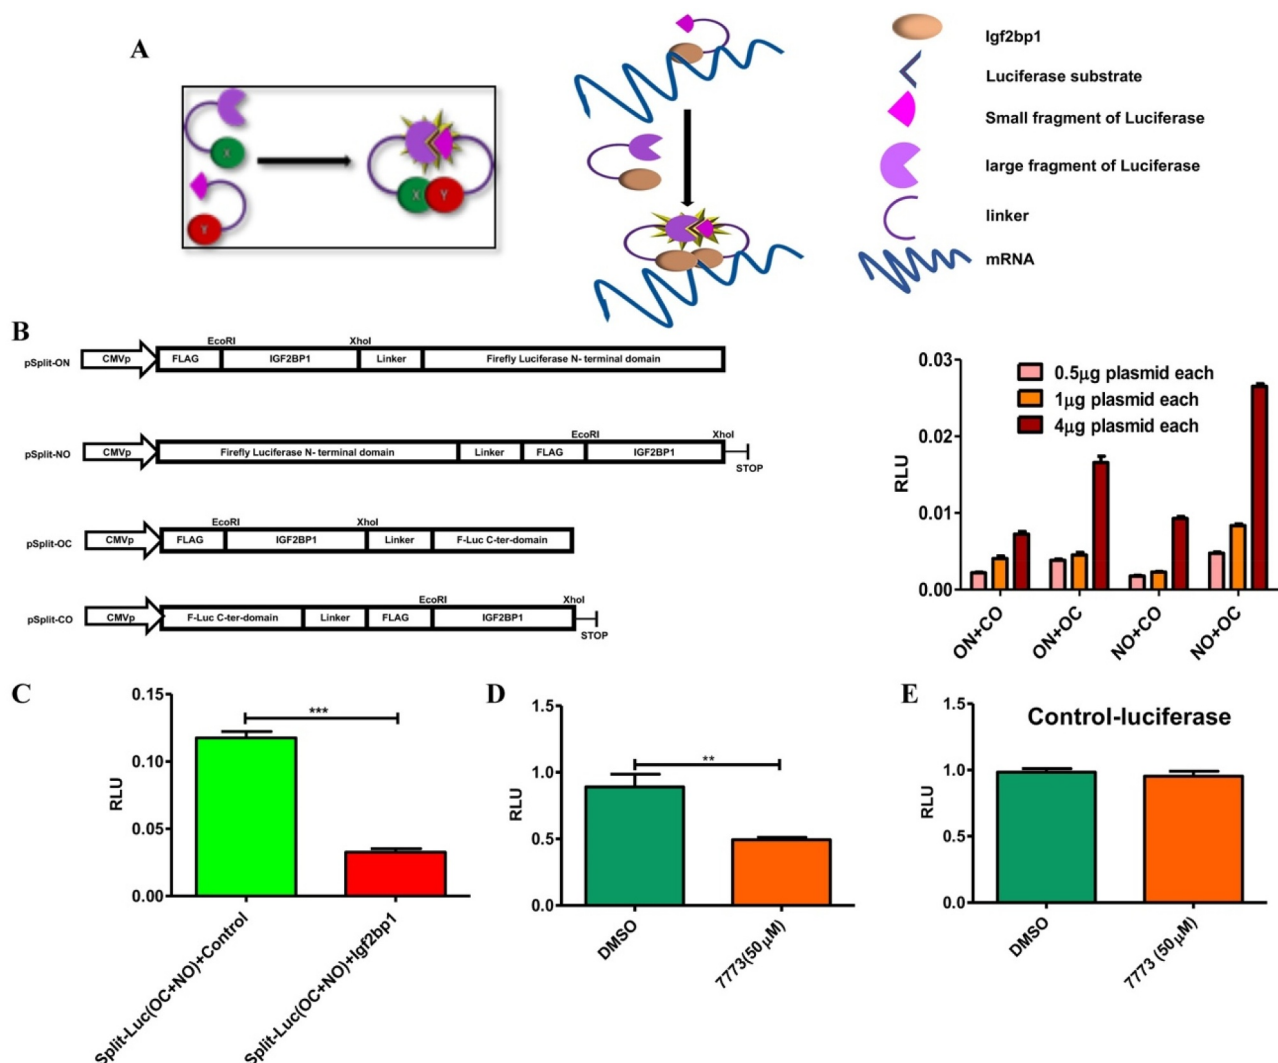 A
X
Y
X Y
Igf2bp1
Luciferase substrate
Small fragment of Luciferase
large fragment of Luciferase
linker
mRNA
B
EcoRI XhoI
pSplit-ON CMVp FLAG IGF2BP1 Linker Firefly Luciferase N- terminal domain
EcoRI XhoI
pSplit-NO CMVp Firefly Luciferase N- terminal domain Linker FLAG IGF2BP1
STOP
EcoRI XhoI
pSplit-OC CMVp FLAG IGF2BP1 Linker F-Luc C-ter-domain
EcoRI XhoI
pSplit-CO CMVp F-Luc C-ter-domain Linker FLAG IGF2BP1
STOP
RLU
0.03
0.02
0.01
0.00
0.5μg plasmid each
1μg plasmid each
4μg plasmid each
ON+CO
ON+OC
NO+CO
NO+OC
C
RLU
0.15
0.10
0.05
0.00
***
Split-Luc(OC+NO)+Control
Split-Luc(OC+NO)+Igf2bp1
D
RLU
1.5
1.0
0.5
0.0
**
DMSO
7773(50μM)
E
Control-luciferase
RLU
1.5
1.0
0.5
0.0
DMSO
7773 (50μM)